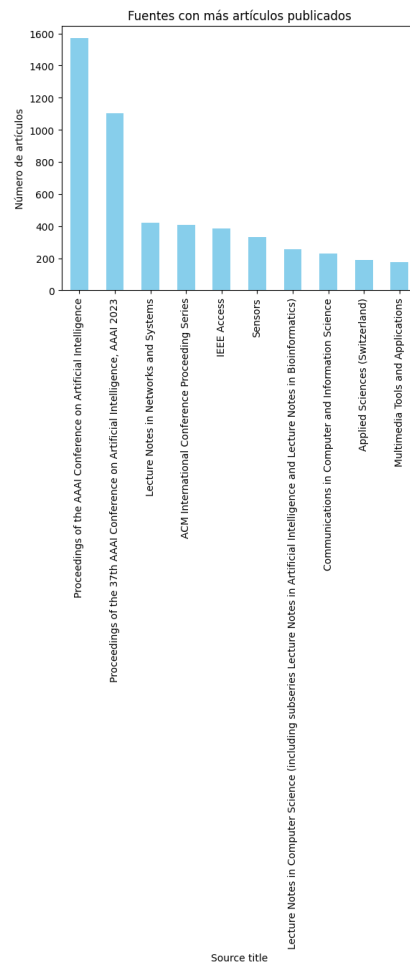 Fuentes con más artículos publicados
Número de artículos
1600
1400
1200
1000
800
600
400
200
0
Proceedings of the AAAI Conference on Artificial Intelligence
Proceedings of the 37th AAAI Conference on Artificial Intelligence, AAAI 2023
Lecture Notes in Networks and Systems
ACM International Conference Proceeding Series
IEEE Access
Sensors
Lecture Notes in Computer Science (including subseries Lecture Notes in Artificial Intelligence and Lecture Notes in Bioinformatics)
Communications in Computer and Information Science
Applied Sciences (Switzerland)
Multimedia Tools and Applications
Source title